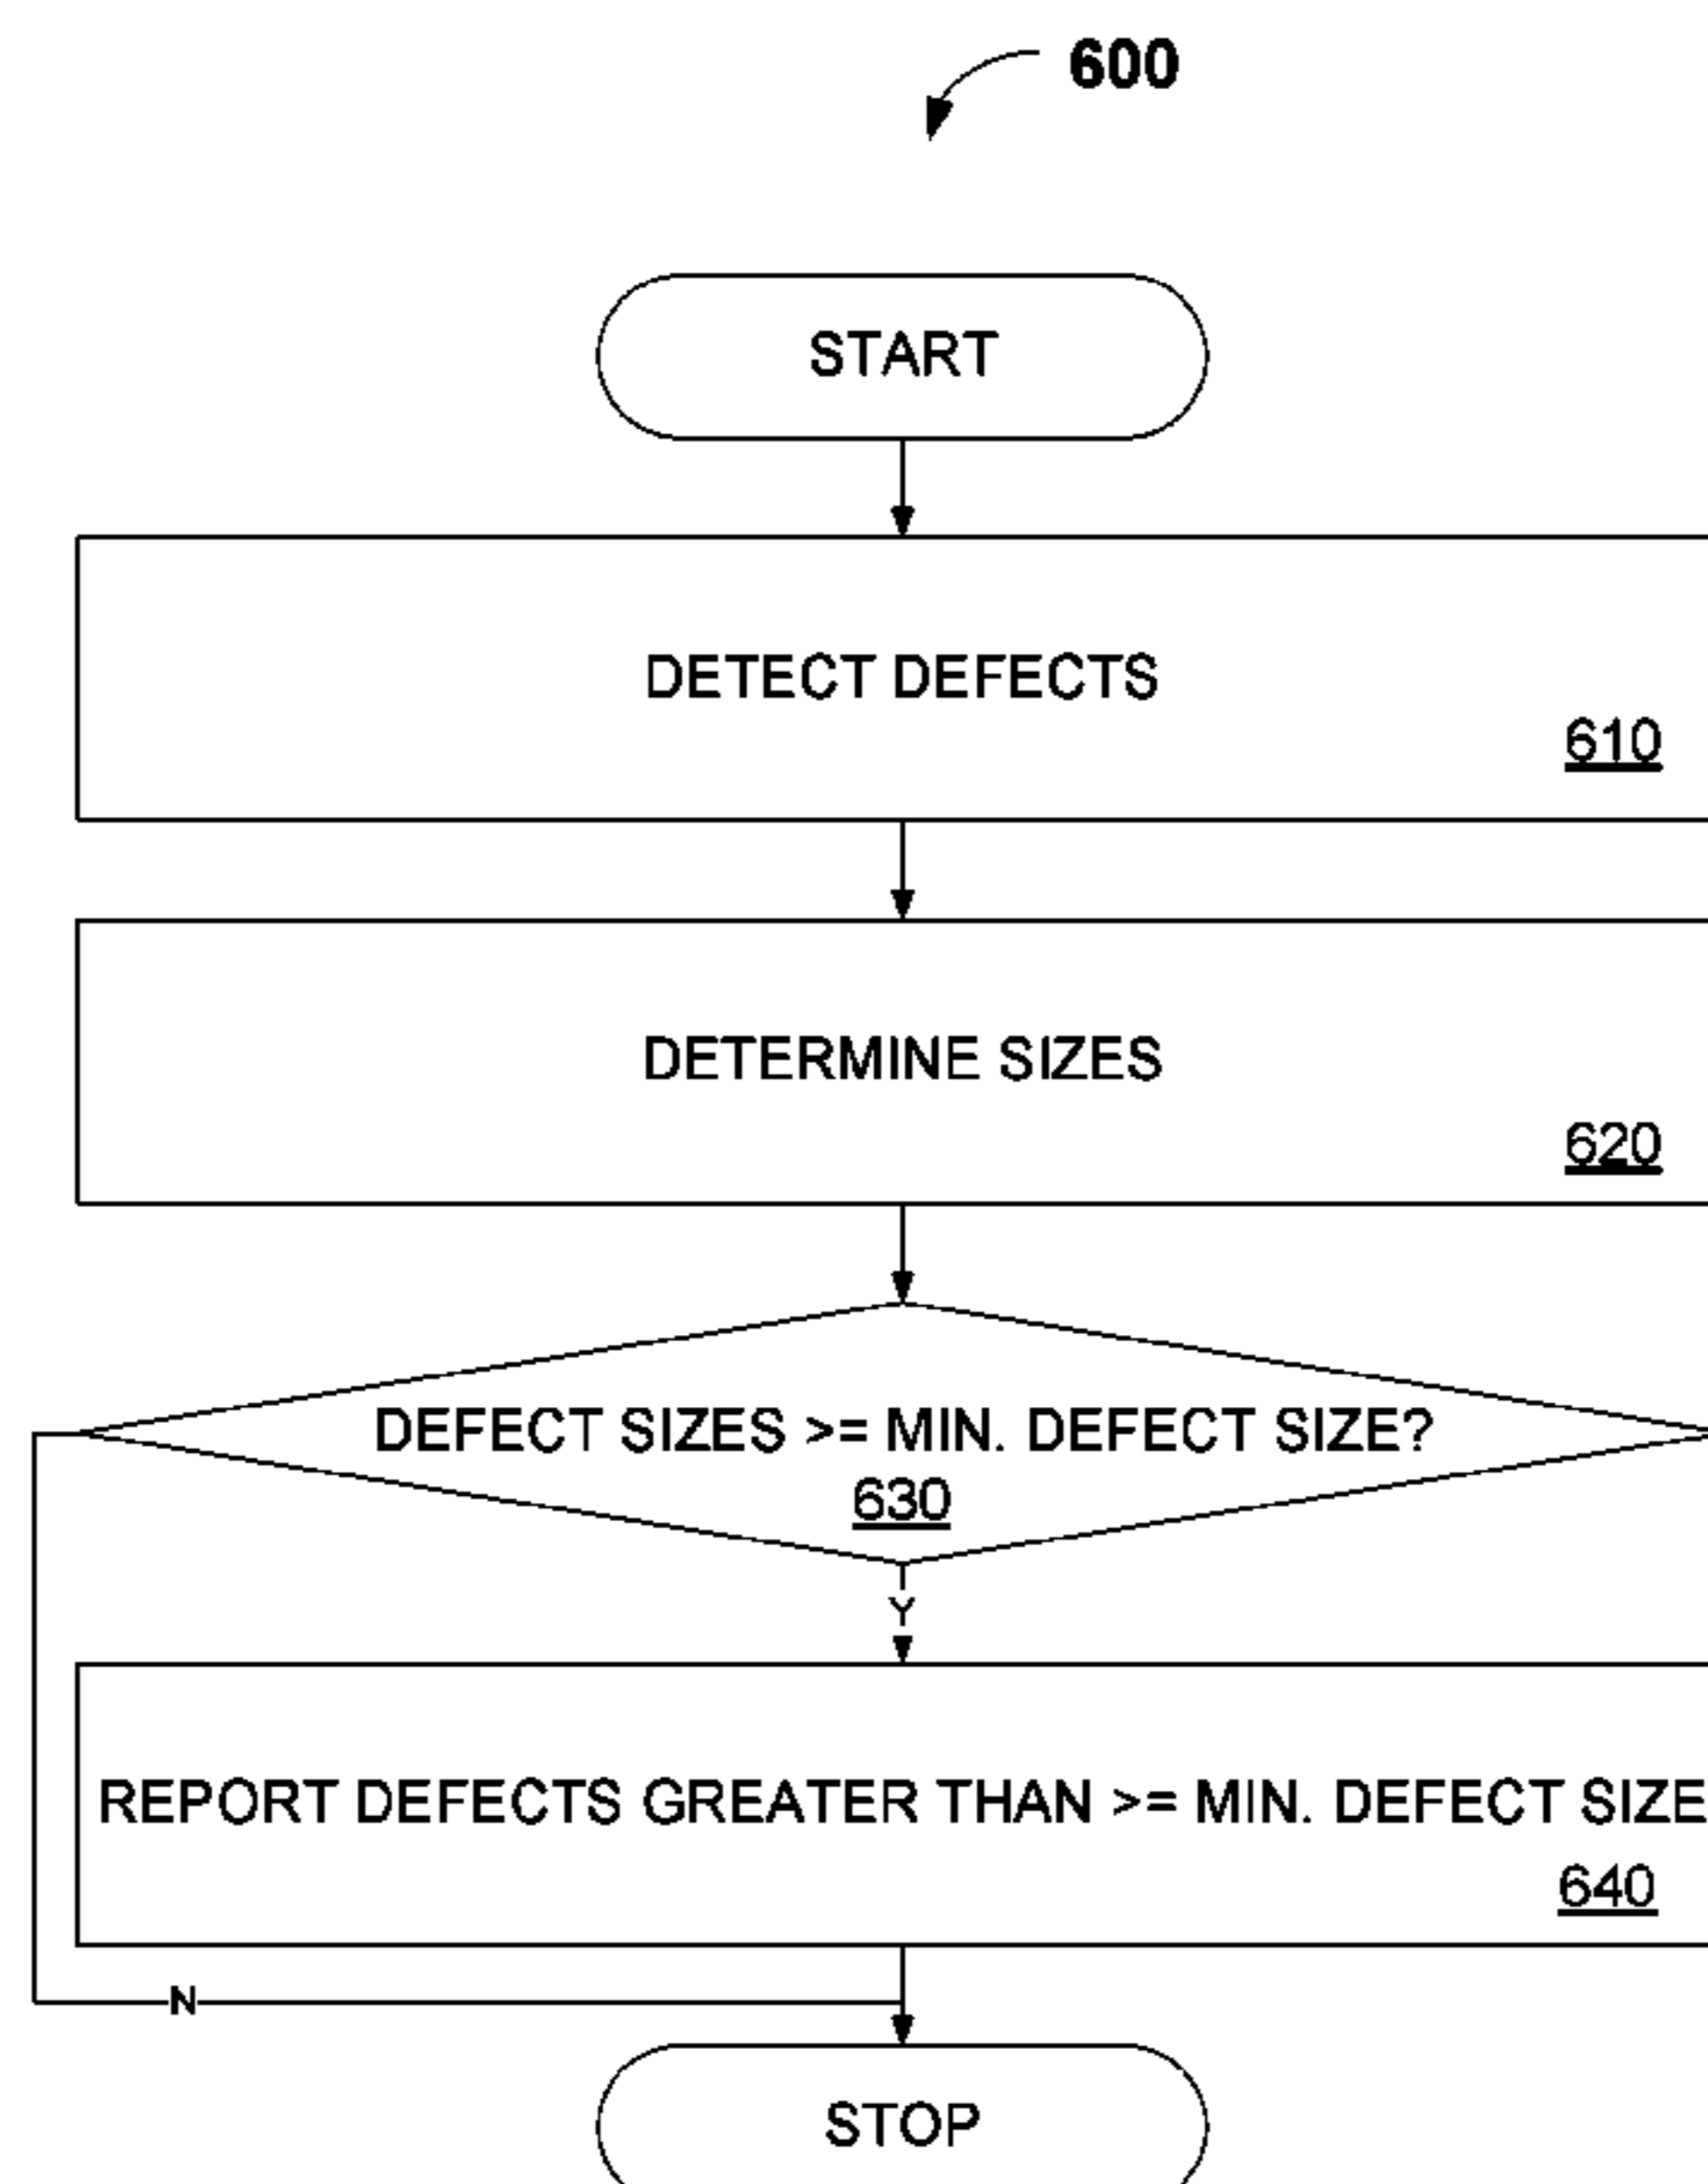 600
START
DETECT DEFECTS
610
DETERMINE SIZES
620
DEFECT SIZES >= MIN. DEFECT SIZE?
630
Y
REPORT DEFECTS GREATER THAN >= MIN. DEFECT SIZE
640
N
STOP